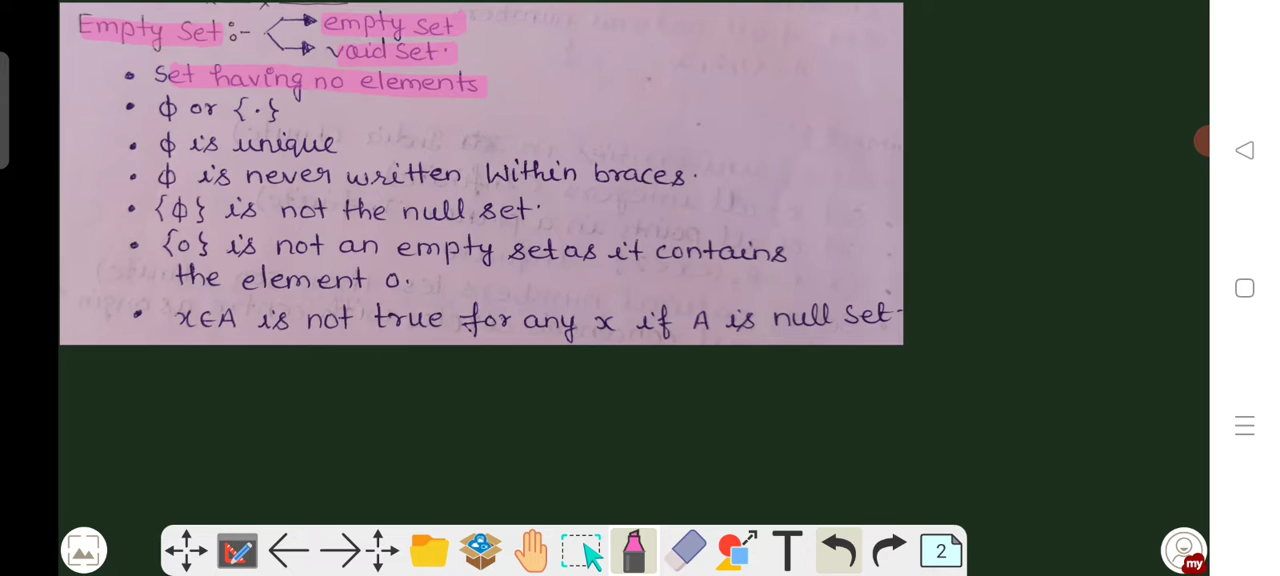 Empty Set :- empty set
void set.
• Set having no elements
• ϕ or {.}
• ϕ is unique
• ϕ is never written within braces.
• {ϕ} is not the null set.
• {0} is not an empty set as it contains
the element 0.
• x∈A is not true for any x if A is null set-
T
2
my